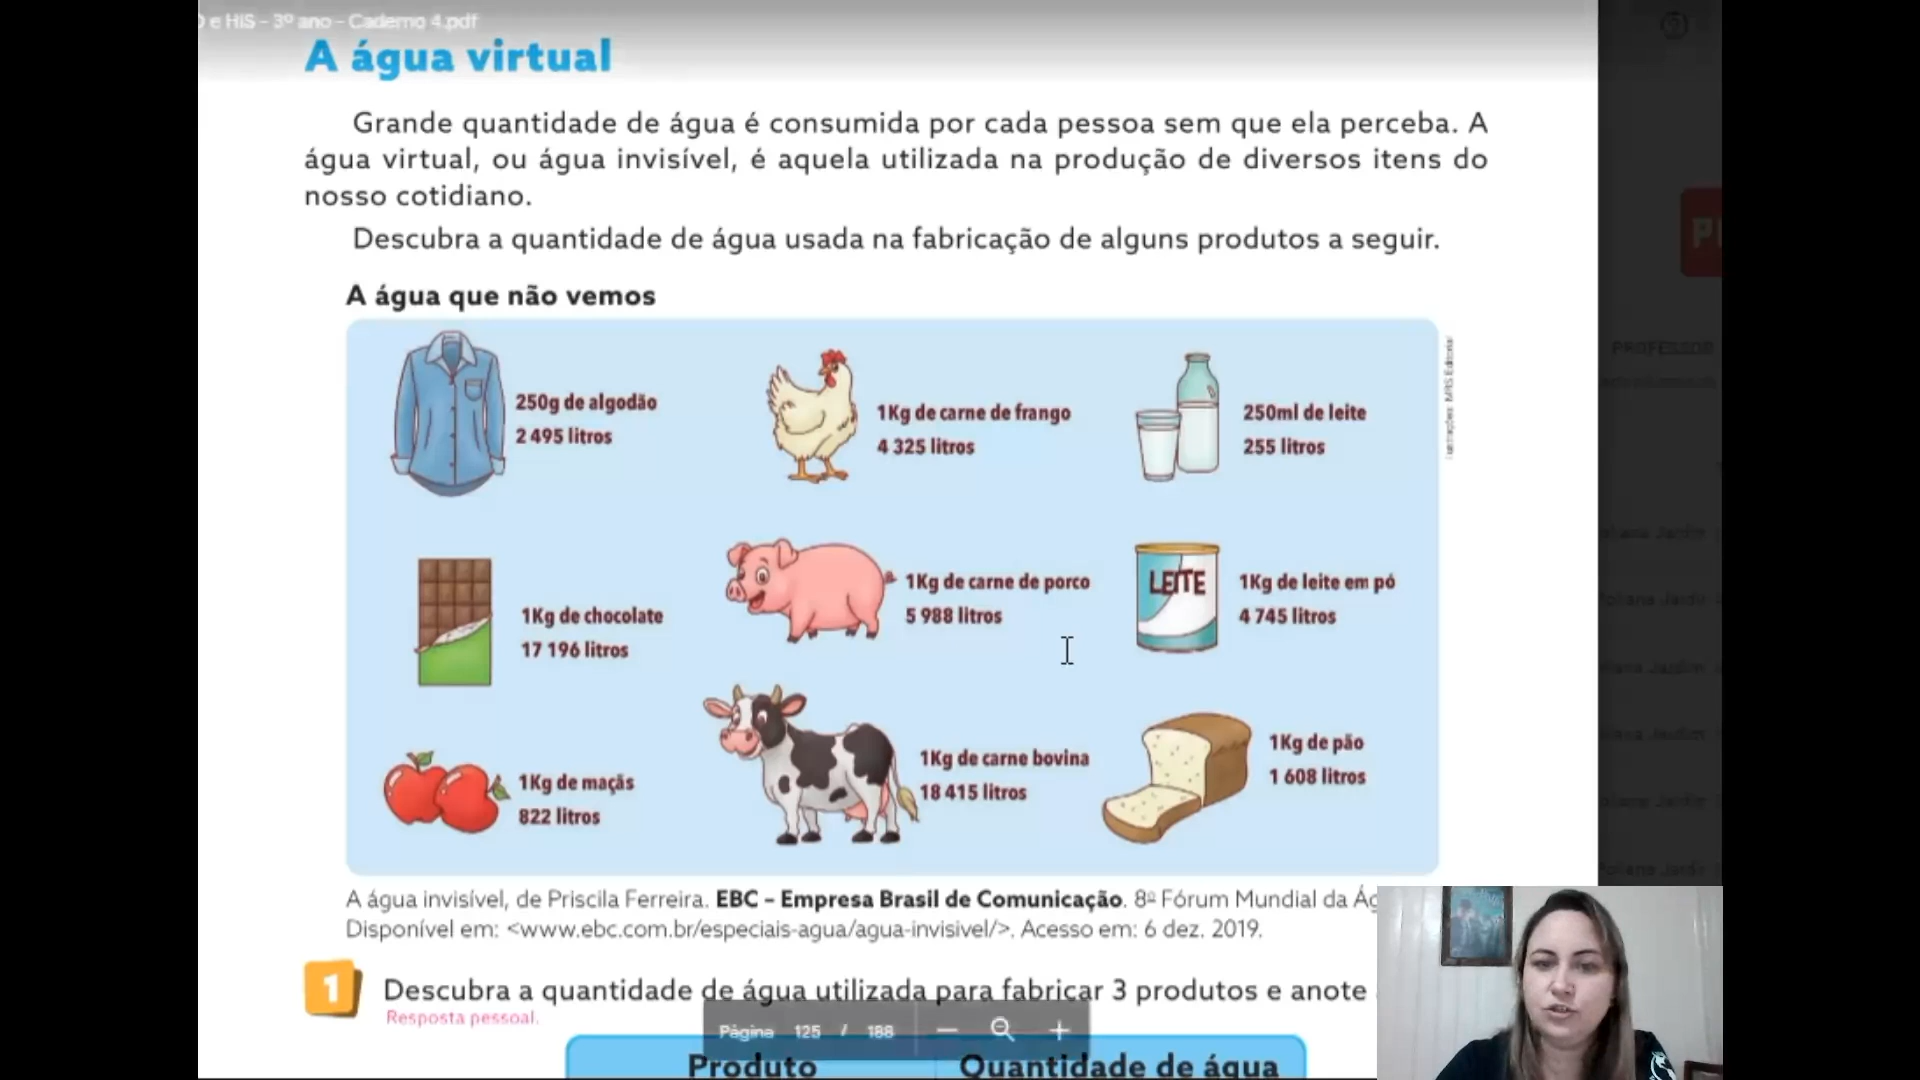 e HiS - 3º ano - Caderno 4.pdf
A água virtual
Grande quantidade de água é consumida por cada pessoa sem que ela perceba. A
água virtual, ou água invisível, é aquela utilizada na produção de diversos itens do
nosso cotidiano.
Descubra a quantidade de água usada na fabricação de alguns produtos a seguir.
A água que não vemos
250g de algodão
2 495 litros
1Kg de carne de frango
4 325 litros
250ml de leite
255 litros
1Kg de chocolate
17 196 litros
1Kg de carne de porco
5 988 litros
LEITE
1Kg de leite em pó
4 745 litros
1Kg de maçãs
822 litros
1Kg de carne bovina
18 415 litros
1Kg de pão
1 608 litros
Ilustrações: MRS Editorial
PROFESSOR
A água invisível, de Priscila Ferreira. EBC – Empresa Brasil de Comunicação. 8º Fórum Mundial da Ág
Disponível em: <www.ebc.com.br/especiais-agua/agua-invisivel/>. Acesso em: 6 dez. 2019.
1 Descubra a quantidade de água utilizada para fabricar 3 produtos e anote
Resposta pessoal.
Página 125 / 188
Produto Quantidade de água